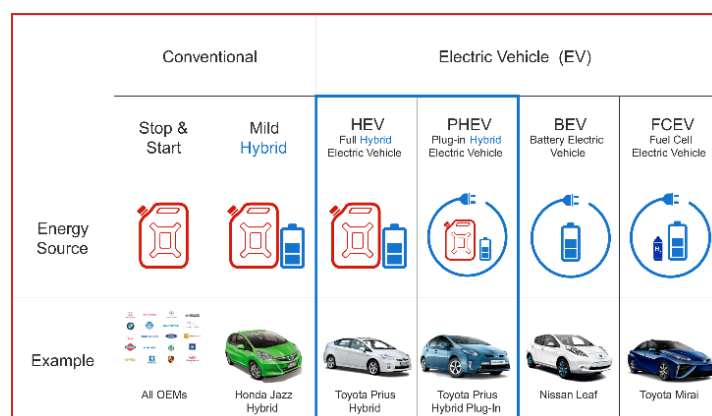 Conventional
Electric Vehicle (EV)
Stop &
Start
Mild
Hybrid
HEV
Full Hybrid
Electric Vehicle
PHEV
Plug-in Hybrid
Electric Vehicle
BEV
Battery Electric
Vehicle
FCEV
Fuel Cell
Electric Vehicle
Energy
Source
H₂
Example
All OEMs
Honda Jazz
Hybrid
Toyota Prius
Hybrid
Toyota Prius
Hybrid Plug-In
Nissan Leaf
Toyota Mirai